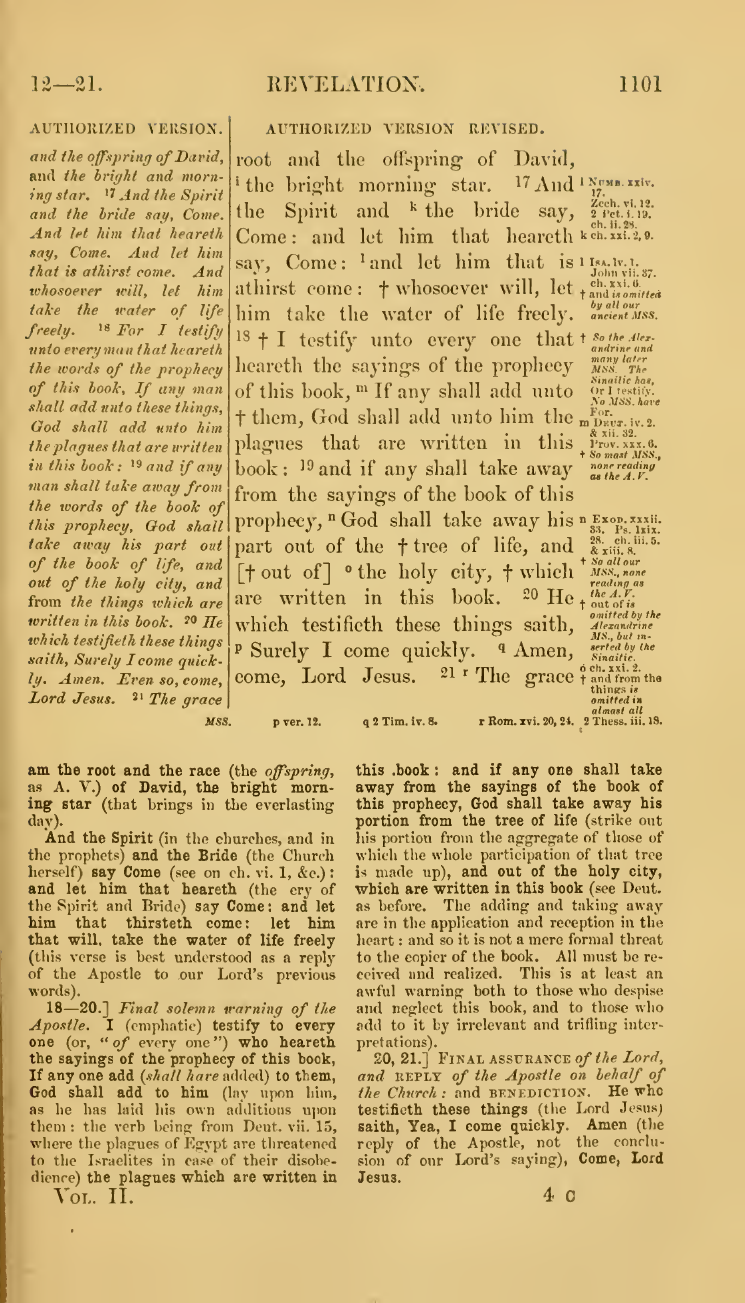 12—21.
REVELATION.
1101
AUTHORIZED VERSION.
and the offspring of David,
and the bright and morn-
ing star. 17 And the Spirit
and the bride say, Come.
And let him that heareth
say, Come. And let him
that is athirst come. And
whosoever will, let him
take the water of life
freely. 18 For I testify
unto every man that heareth
the words of the prophecy
of this book, If any man
shall add unto these things,
God shall add unto him
the plagues that are written
in this book: 19 and if any
man shall take away from
the words of the book of
this prophecy, God shall
take away his part out
of the book of life, and
out of the holy city, and
from the things which are
written in this book. 20 He
which testifieth these things
saith, Surely I come quick-
ly. Amen. Even so, come,
Lord Jesus. 21 The grace
AUTHORIZED VERSION REVISED.
root and the offspring of David,
i the bright morning star. 17 And
the Spirit and k the bride say,
Come: and let him that heareth
say, Come: l and let him that is
athirst come: † whosoever will, let
him take the water of life freely.
18 † I testify unto every one that
heareth the sayings of the prophecy
of this book, m If any shall add unto
† them, God shall add unto him the
plagues that are written in this
book: 19 and if any shall take away
from the sayings of the book of this
prophecy, n God shall take away his
part out of the † tree of life, and
[† out of] o the holy city, † which
are written in this book. 20 He
which testifieth these things saith,
p Surely I come quickly. q Amen,
come, Lord Jesus. 21 r The grace
i NUMB. xxiv.
17.
Zech. vi. 12.
2 Pet. i. 19.
ch. ii. 28.
k ch. xxi. 2, 9.
l ISA. lv. 1.
John vii. 37.
ch. xxi. 6.
† and is omitted
by all our
ancient MSS.
† So the Alex-
andrine and
many later
MSS. The
Sinaitic has,
Or I testify.
No MSS. have
For.
m DEUT. iv. 2.
& xii. 32.
Prov. xxx. 6.
† So most MSS.,
none reading
as the A. V.
n EXOD. xxxii.
33. Ps. lxix.
28. ch. iii. 5.
& xiii. 8.
† So all our
MSS., none
reading as
the A. V.
† out of is
omitted by the
Alexandrine
MS., but in-
serted by the
Sinaitic.
o ch. xxi. 2.
† and from the
things is
omitted in
almost all
MSS. p ver. 12. q 2 Tim. iv. 8. r Rom. xvi. 20, 24. 2 Thess. iii. 18.
am the root and the race (the offspring,
as A. V.) of David, the bright morn-
ing star (that brings in the everlasting
day).
And the Spirit (in the churches, and in
the prophets) and the Bride (the Church
herself) say Come (see on ch. vi. 1, &c.):
and let him that heareth (the cry of
the Spirit and Bride) say Come: and let
him that thirsteth come: let him
that will, take the water of life freely
(this verse is best understood as a reply
of the Apostle to our Lord's previous
words).
18—20.] Final solemn warning of the
Apostle. I (emphatic) testify to every
one (or, "of every one") who heareth
the sayings of the prophecy of this book,
If any one add (shall have added) to them,
God shall add to him (lay upon him,
as he has laid his own additions upon
them: the verb being from Deut. vii. 15,
where the plagues of Egypt are threatened
to the Israelites in case of their disobe-
dience) the plagues which are written in
this book: and if any one shall take
away from the sayings of the book of
this prophecy, God shall take away his
portion from the tree of life (strike out
his portion from the aggregate of those of
which the whole participation of that tree
is made up), and out of the holy city,
which are written in this book (see Deut.
as before. The adding and taking away
are in the application and reception in the
heart: and so it is not a mere formal threat
to the copier of the book. All must be re-
ceived and realized. This is at least an
awful warning both to those who despise
and neglect this book, and to those who
add to it by irrelevant and trifling inter-
pretations).
20, 21.] FINAL ASSURANCE of the Lord,
and REPLY of the Apostle on behalf of
the Church: and BENEDICTION. He who
testifieth these things (the Lord Jesus)
saith, Yea, I come quickly. Amen (the
reply of the Apostle, not the conclu-
sion of our Lord's saying), Come, Lord
Jesus.
VOL. II.
4 C